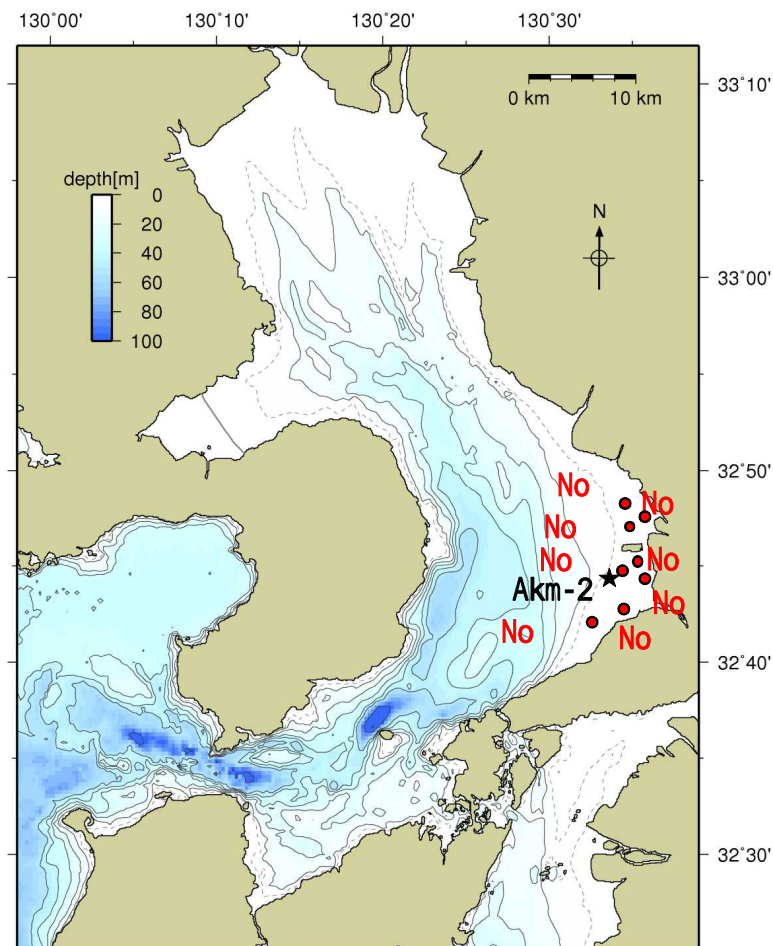 130°00' 130°10' 130°20' 130°30'
33°10'
0 km 10 km
depth[m]
0
20
40
60
80
100
N
33°00'
32°50'
No
No
No
No
No
Akm-2
No
No
No
32°40'
32°30'